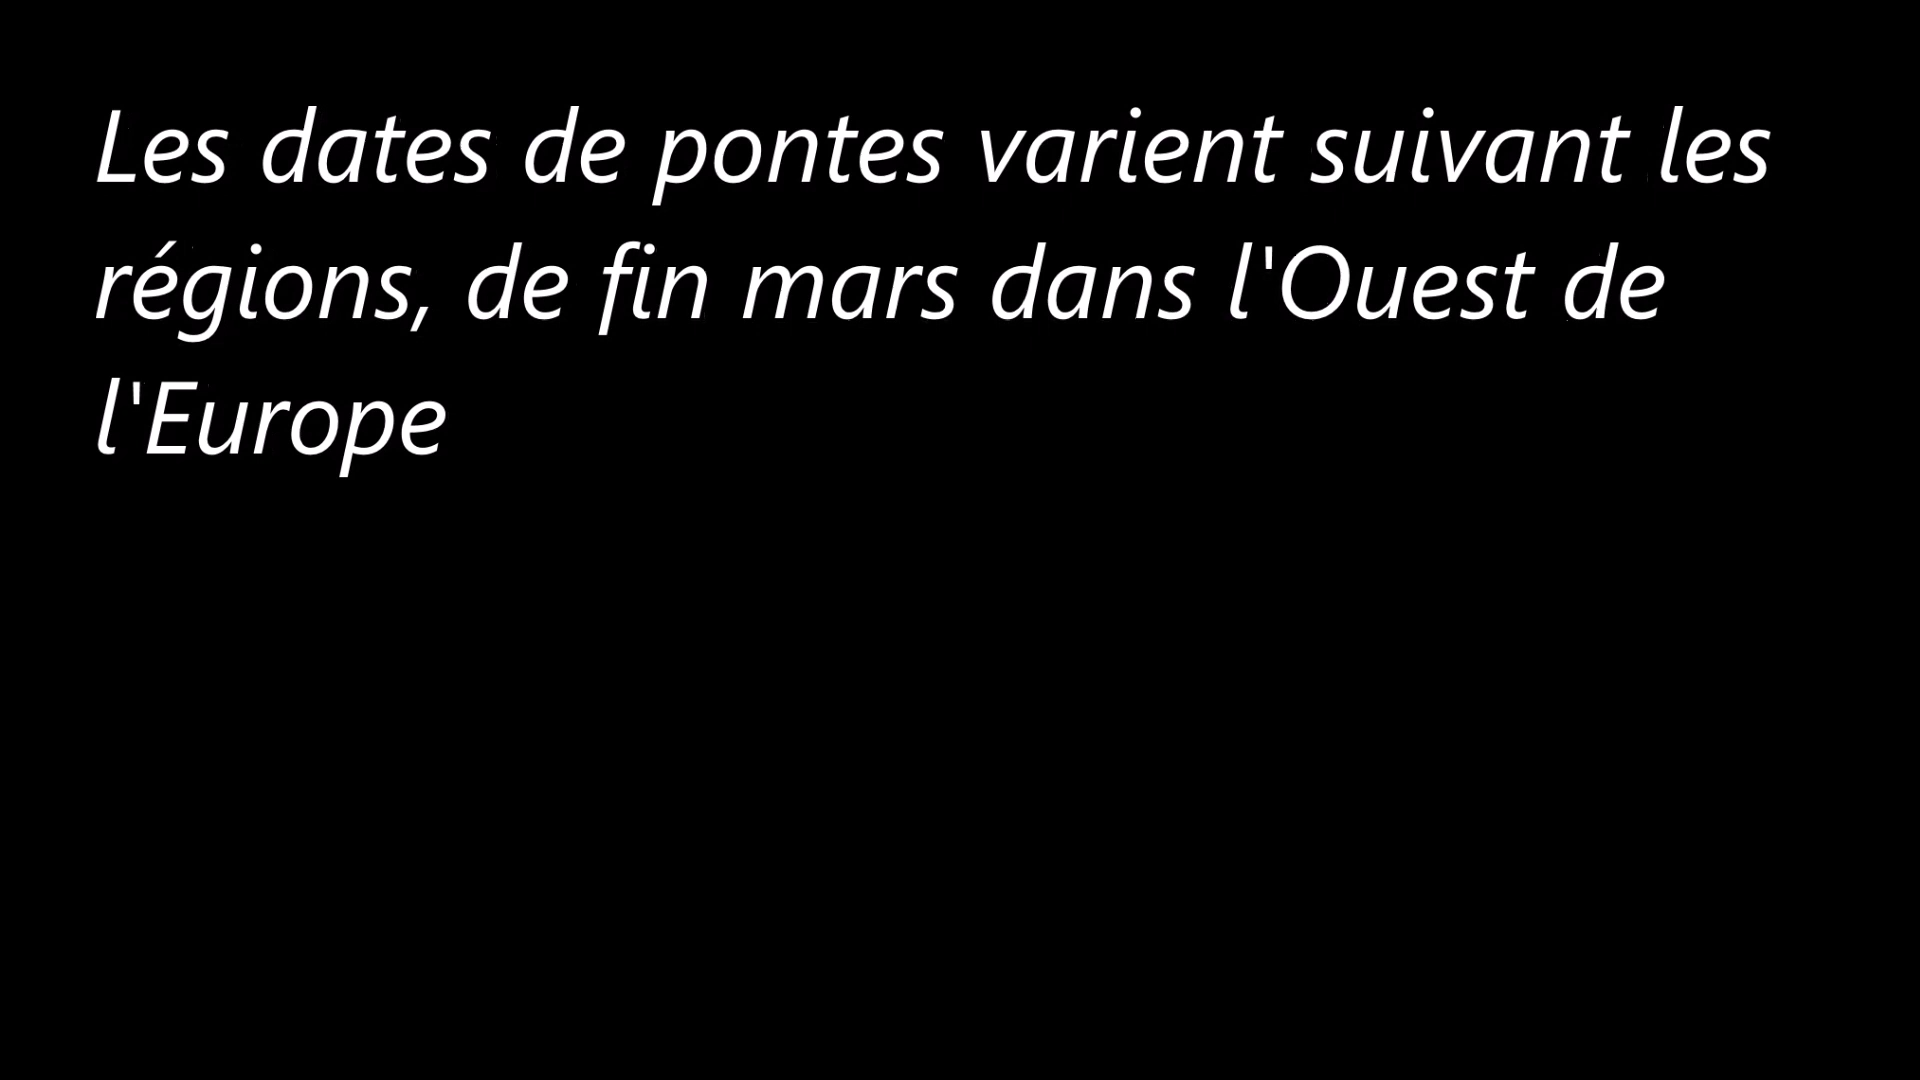 Les dates de pontes varient suivant les
régions, de fin mars dans l'Ouest de
l'Europe